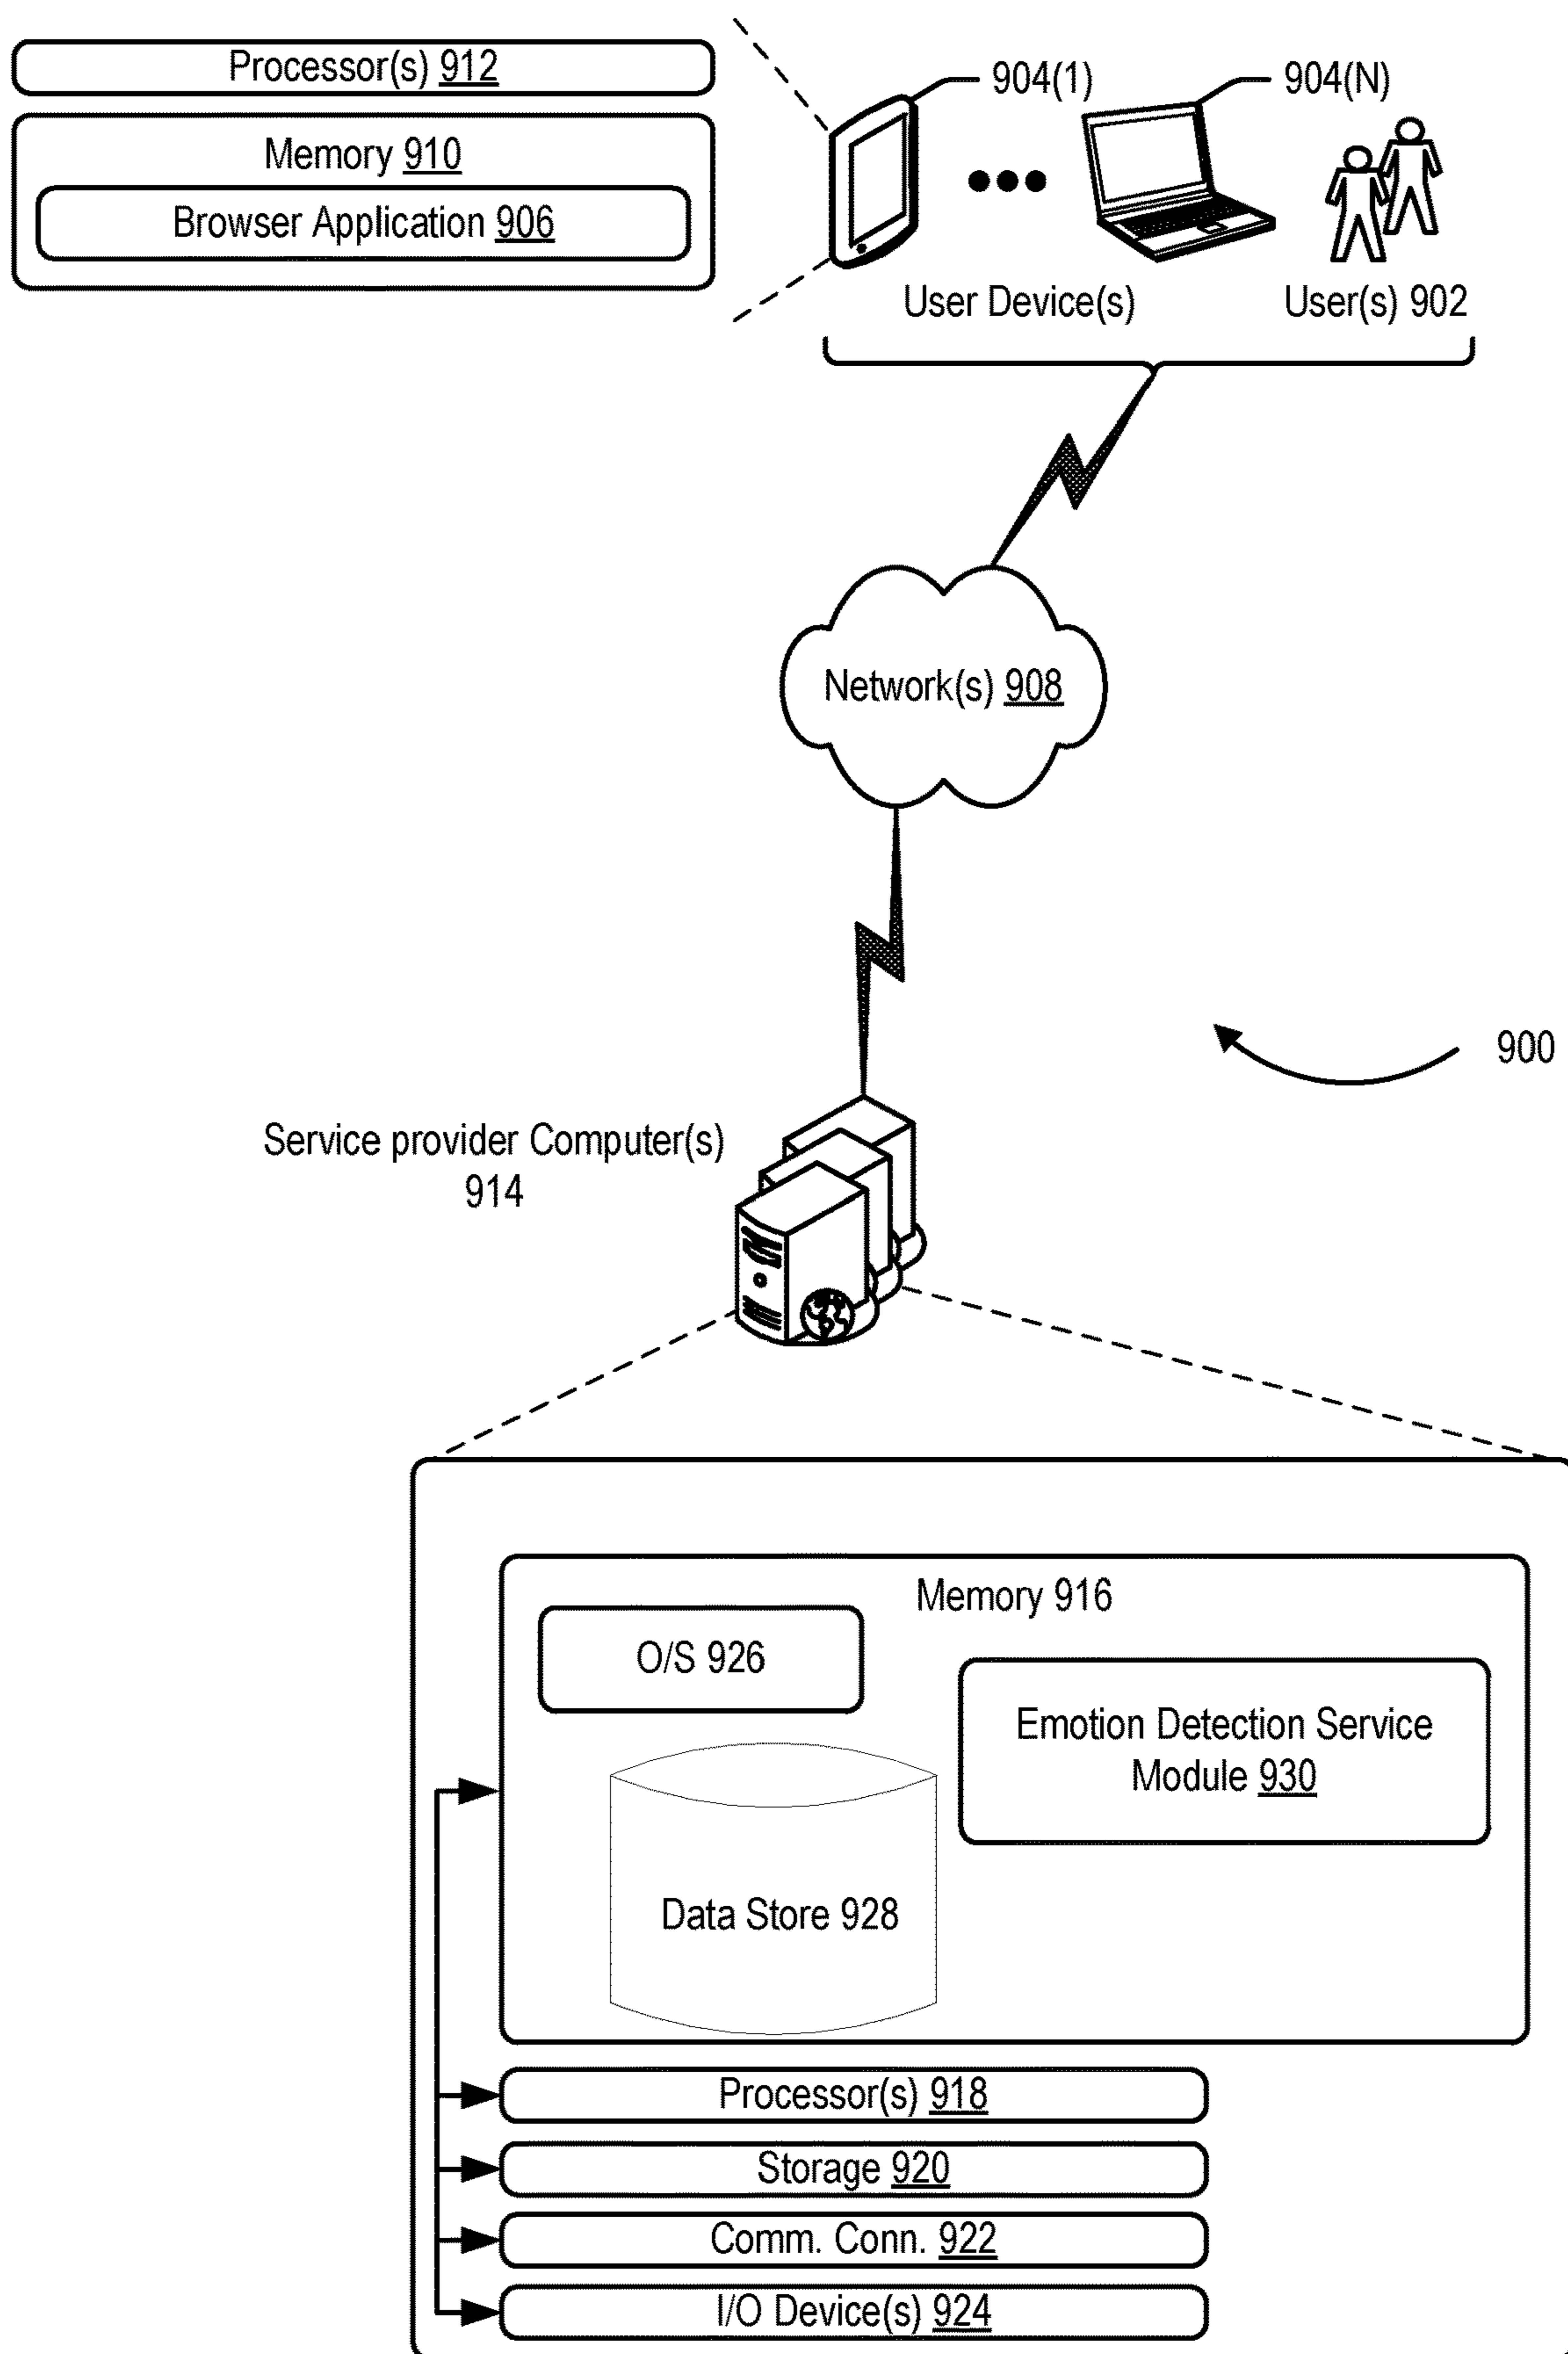 Processor(s) 912
Memory 910
Browser Application 906
904(1)
904(N)
User Device(s)
User(s) 902
Network(s) 908
900
Service provider Computer(s)
914
Memory 916
O/S 926
Emotion Detection Service
Module 930
Data Store 928
Processor(s) 918
Storage 920
Comm. Conn. 922
I/O Device(s) 924